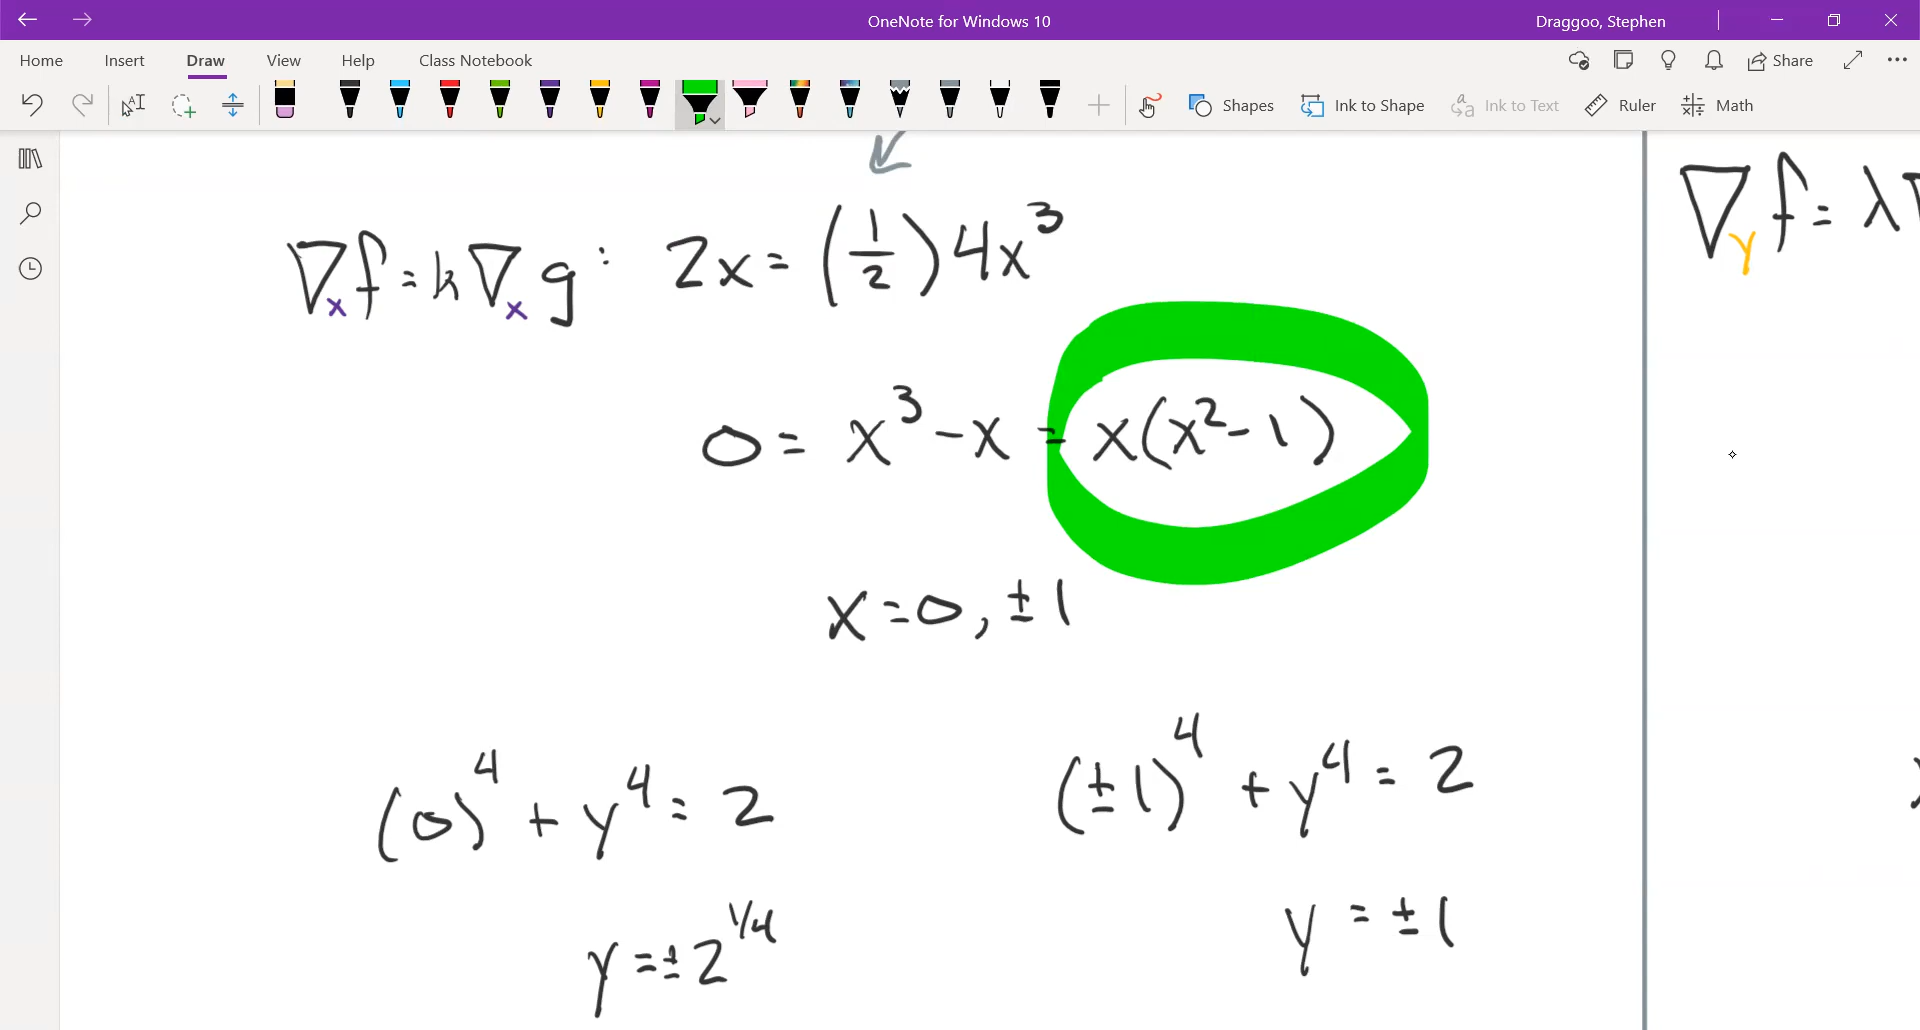 OneNote for Windows 10
Draggoo, Stephen
Home Insert Draw View Help Class Notebook
Share
Shapes Ink to Shape Ink to Text Ruler Math
∇ₓf = k∇ₓg : 2x = (1/2)4x³
∇ᵧf = λ∇
0 = x³ - x = x(x² - 1)
x = 0, ± 1
(0)⁴ + y⁴ = 2
(± 1)⁴ + y⁴ = 2
y = ± 2^1/4
y = ± 1